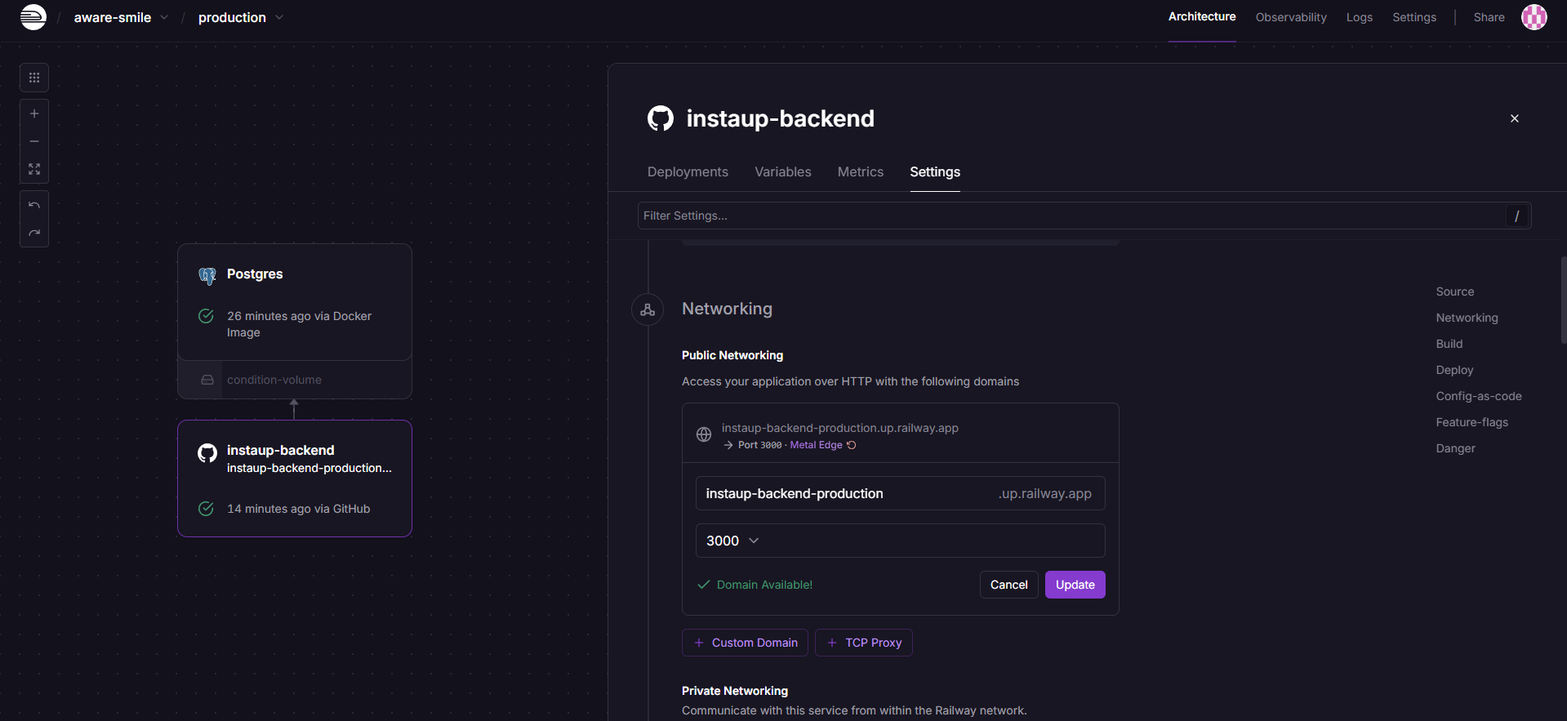 / aware-smile / production
Architecture Observability Logs Settings Share
instaup-backend
Deployments Variables Metrics Settings
Filter Settings... /
Postgres
26 minutes ago via Docker
Image
condition-volume
instaup-backend
instaup-backend-production...
14 minutes ago via GitHub
Networking
Public Networking
Access your application over HTTP with the following domains
instaup-backend-production.up.railway.app
Port 3000 · Metal Edge
instaup-backend-production .up.railway.app
3000
Domain Available! Cancel Update
+ Custom Domain + TCP Proxy
Private Networking
Communicate with this service from within the Railway network.
Source
Networking
Build
Deploy
Config-as-code
Feature-flags
Danger